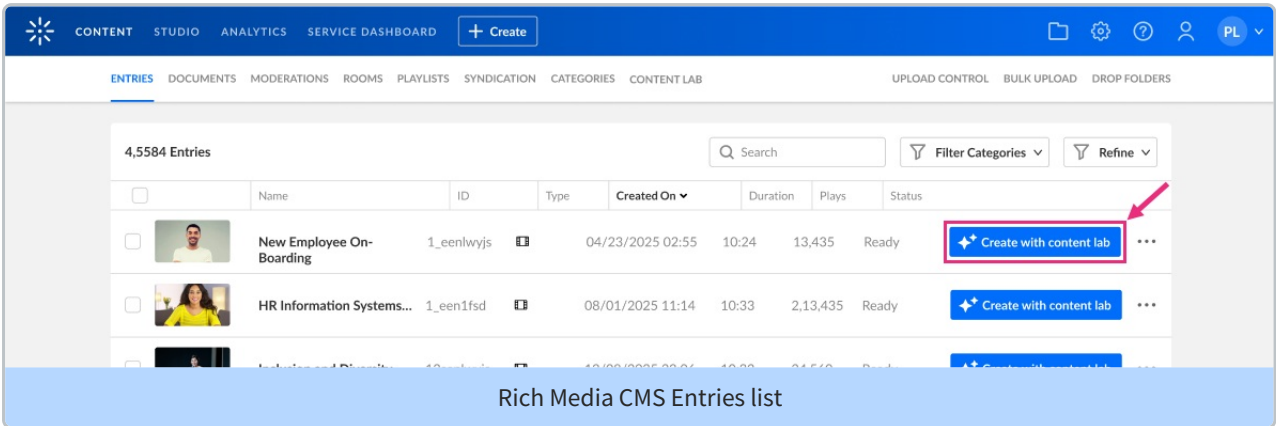 CONTENT STUDIO ANALYTICS SERVICE DASHBOARD + Create PL
ENTRIES DOCUMENTS MODERATIONS ROOMS PLAYLISTS SYNDICATION CATEGORIES CONTENT LAB UPLOAD CONTROL BULK UPLOAD DROP FOLDERS
4,5584 Entries Search Filter Categories Refine
Name ID Type Created On Duration Plays Status
New Employee On- 1_eenlwyjs 04/23/2025 02:55 10:24 13,435 Ready Create with content lab
Boarding
HR Information Systems... 1_een1fsd 08/01/2025 11:14 10:33 2,13,435 Ready Create with content lab
Rich Media CMS Entries list